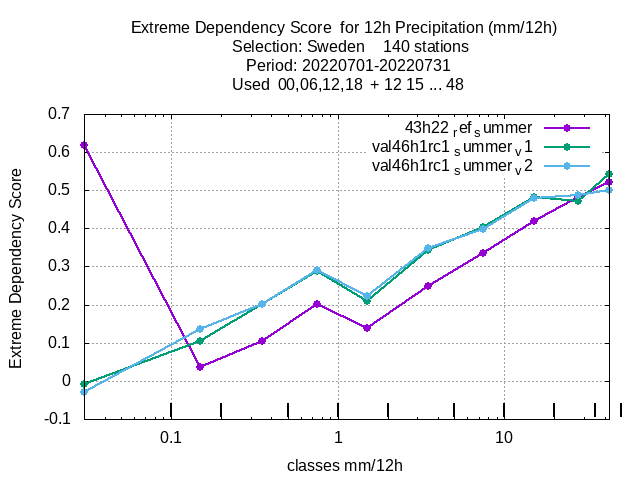 Extreme Dependency Score  for 12h Precipitation (mm/12h)
Selection: Sweden    140 stations
Period: 20220701-20220731
Used  00,06,12,18  + 12 15 ... 48
43h22 ref summer
val46h1rc1 summer v1
val46h1rc1 summer v2
0.7
0.6
0.5
0.4
0.3
0.2
0.1
0
-0.1
Extreme Dependency Score
0.1 1 10
classes mm/12h